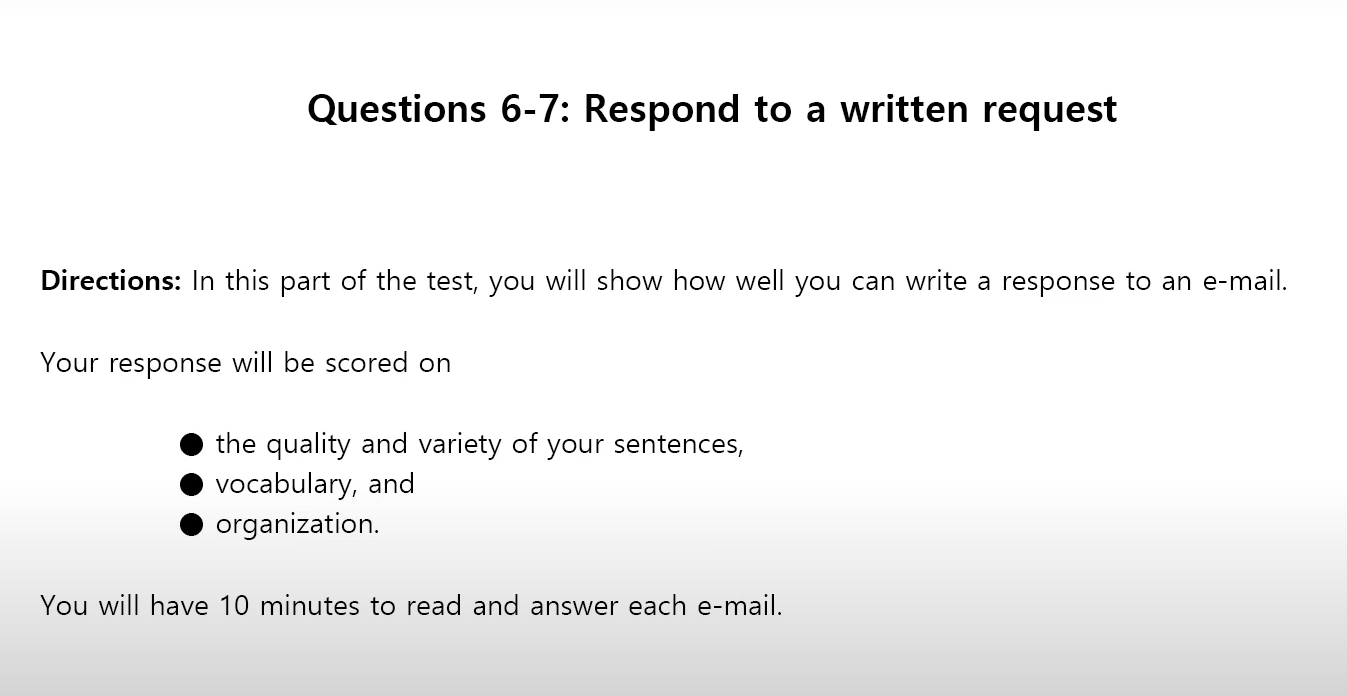 Questions 6-7: Respond to a written request
Directions: In this part of the test, you will show how well you can write a response to an e-mail.
Your response will be scored on
● the quality and variety of your sentences,
● vocabulary, and
● organization.
You will have 10 minutes to read and answer each e-mail.